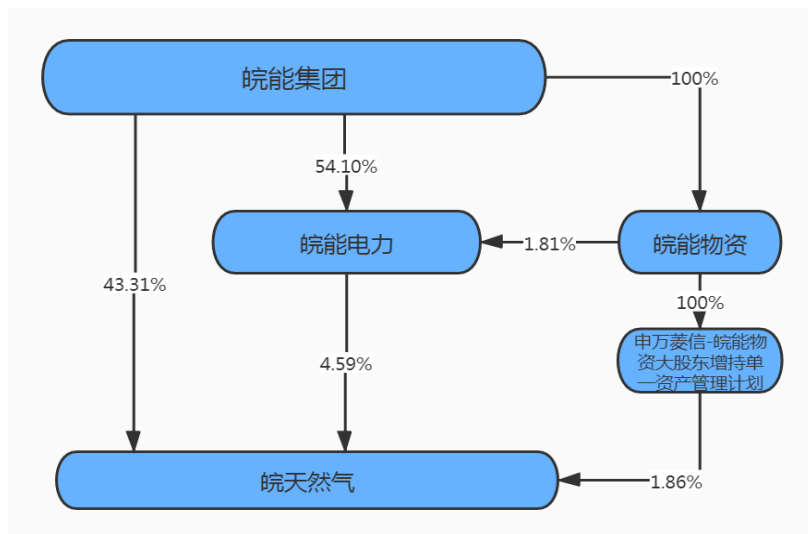 皖能集团
100%
54.10%
皖能电力
1.81%
皖能物资
43.31%
100%
4.59%
申万菱信-皖能物
资大股东增持单
一资产管理计划
皖天然气
1.86%